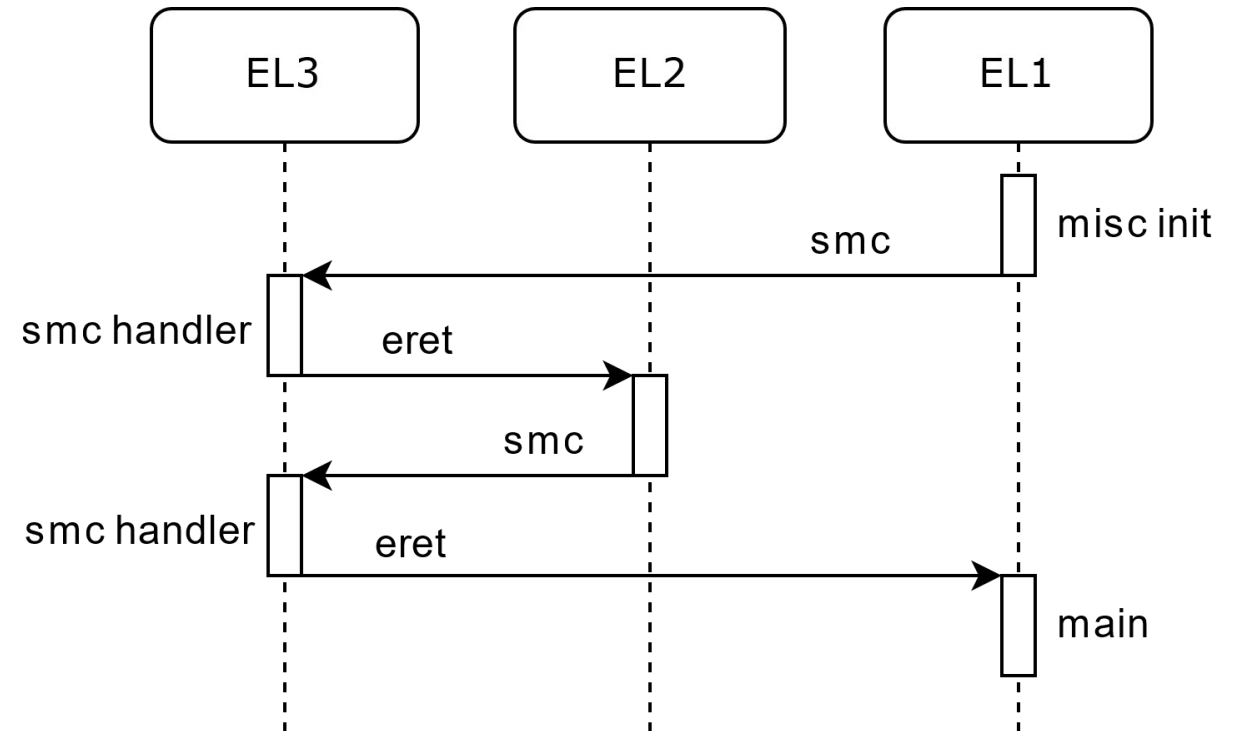 EL3
EL2
EL1
misc init
smc
smc handler
eret
smc
smc handler
eret
main